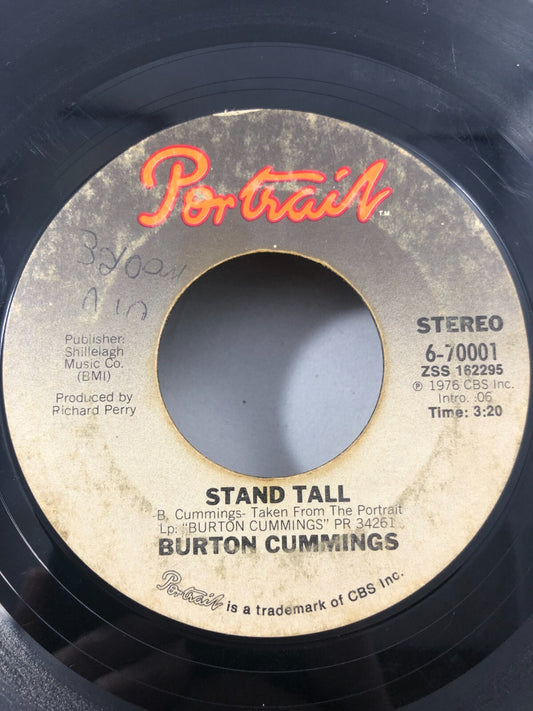 Portrait
TM
Publisher:
Shillelagh
Music Co.
(BMI)
Produced by
Richard Perry
STEREO
6-70001
ZSS 162295
℗ 1976 CBS Inc.
Intro. :06
Time: 3:20
STAND TALL
-B. Cummings- Taken From The Portrait
Lp: "BURTON CUMMINGS" PR 34261
BURTON CUMMINGS
Portrait is a trademark of CBS Inc.